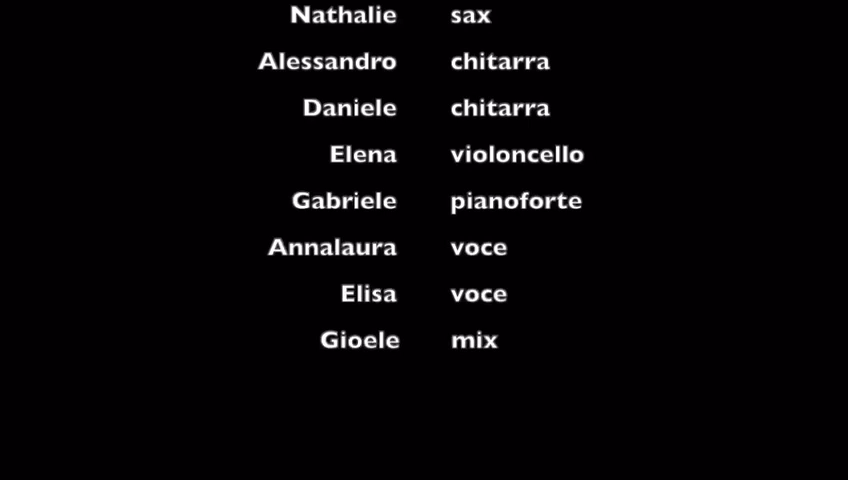 Nathalie sax
Alessandro chitarra
Daniele chitarra
Elena violoncello
Gabriele pianoforte
Annalaura voce
Elisa voce
Gioele mix